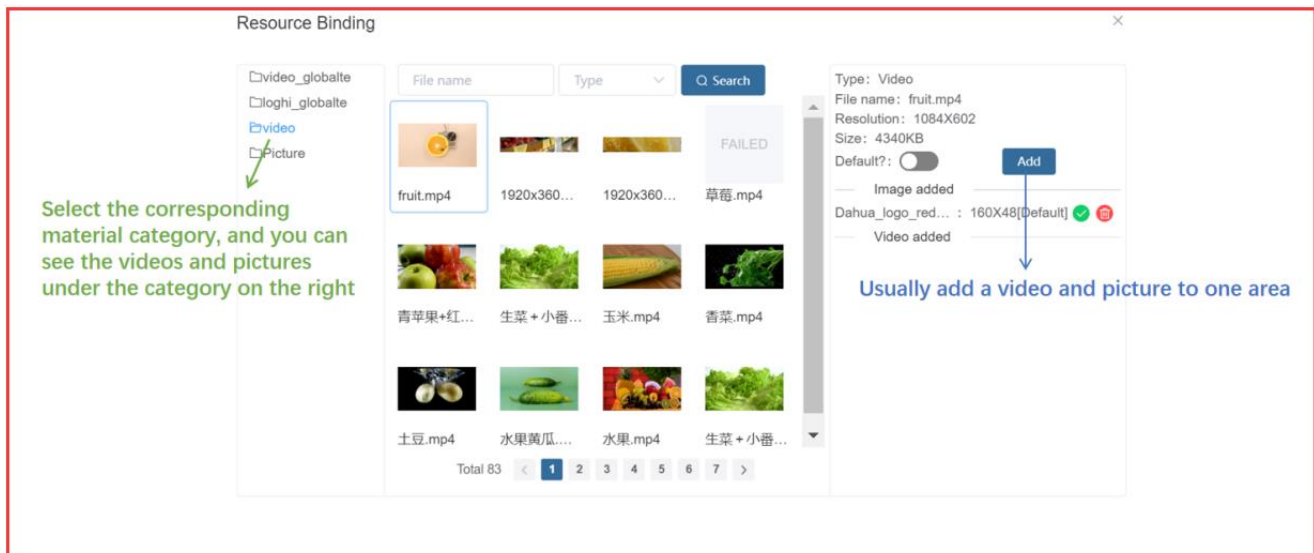 Resource Binding
video_globalte
loghi_globalte
video
Picture
Select the corresponding
material category, and you can
see the videos and pictures
under the category on the right
File name
Type
Search
FAILED
fruit.mp4
1920x360...
1920x360...
草莓.mp4
青苹果+红...
生菜+小番...
玉米.mp4
香菜.mp4
土豆.mp4
水果黄瓜....
水果.mp4
生菜+小番...
Total 83 < 1 2 3 4 5 6 7 >
Type: Video
File name: fruit.mp4
Resolution: 1084X602
Size: 4340KB
Default?:
Add
Image added
Dahua_logo_red... : 160X48[Default]
Video added
Usually add a video and picture to one area